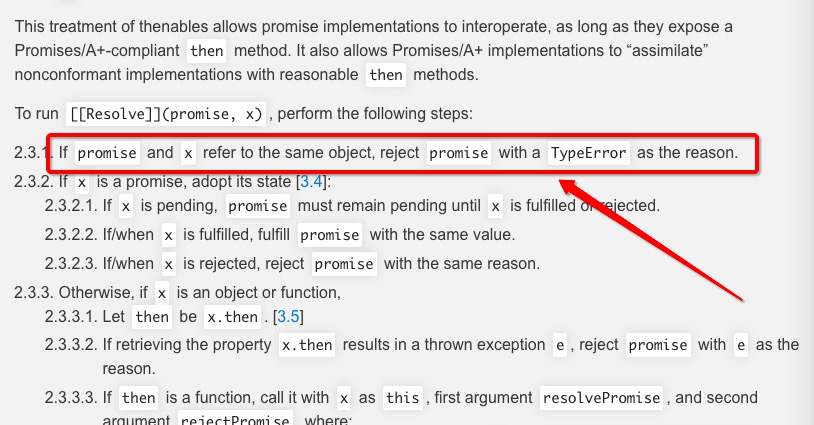 This treatment of thenables allows promise implementations to interoperate, as long as they expose a
Promises/A+-compliant then method. It also allows Promises/A+ implementations to “assimilate”
nonconformant implementations with reasonable then methods.
To run [[Resolve]](promise, x) , perform the following steps:
2.3.1. If promise and x refer to the same object, reject promise with a TypeError as the reason.
2.3.2. If x is a promise, adopt its state [3.4]:
2.3.2.1. If x is pending, promise must remain pending until x is fulfilled or rejected.
2.3.2.2. If/when x is fulfilled, fulfill promise with the same value.
2.3.2.3. If/when x is rejected, reject promise with the same reason.
2.3.3. Otherwise, if x is an object or function,
2.3.3.1. Let then be x.then . [3.5]
2.3.3.2. If retrieving the property x.then results in a thrown exception e , reject promise with e as the
reason.
2.3.3.3. If then is a function, call it with x as this , first argument resolvePromise , and second
argument rejectPromise, where: